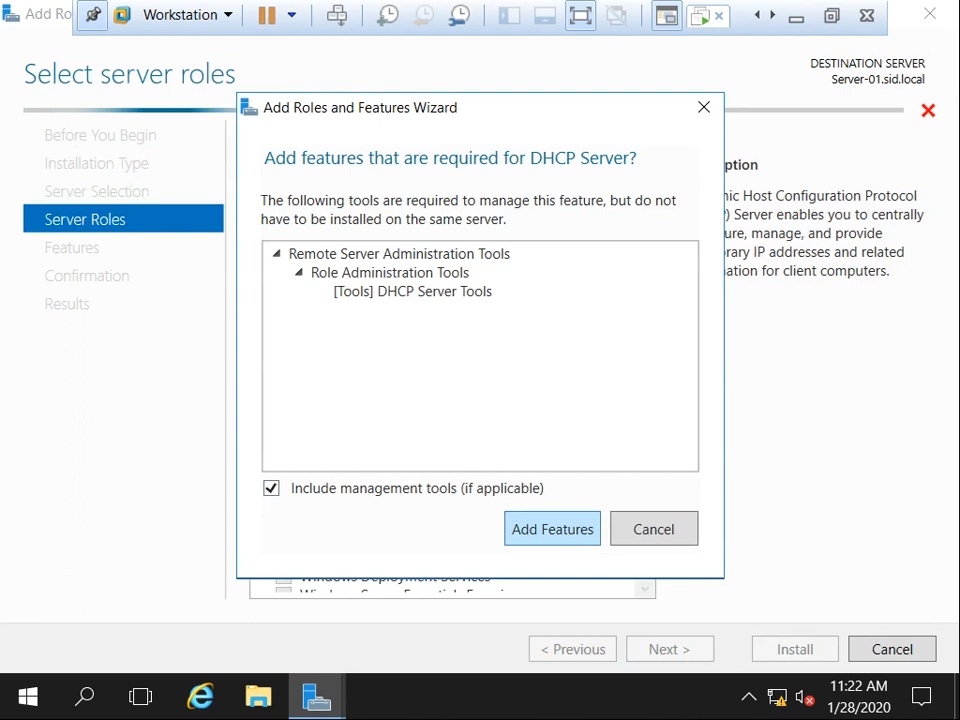 Add Ro
Workstation
Select server roles
DESTINATION SERVER
Server-01.sid.local
Before You Begin
Installation Type
Server Selection
Server Roles
Features
Confirmation
Results
Add Roles and Features Wizard
Add features that are required for DHCP Server?
The following tools are required to manage this feature, but do not
have to be installed on the same server.
Remote Server Administration Tools
Role Administration Tools
[Tools] DHCP Server Tools
Include management tools (if applicable)
Add Features
Cancel
ption
nic Host Configuration Protocol
) Server enables you to centrally
ure, manage, and provide
rary IP addresses and related
nation for client computers.
Windows Deployment Services
< Previous
Next >
Install
Cancel
11:22 AM
1/28/2020